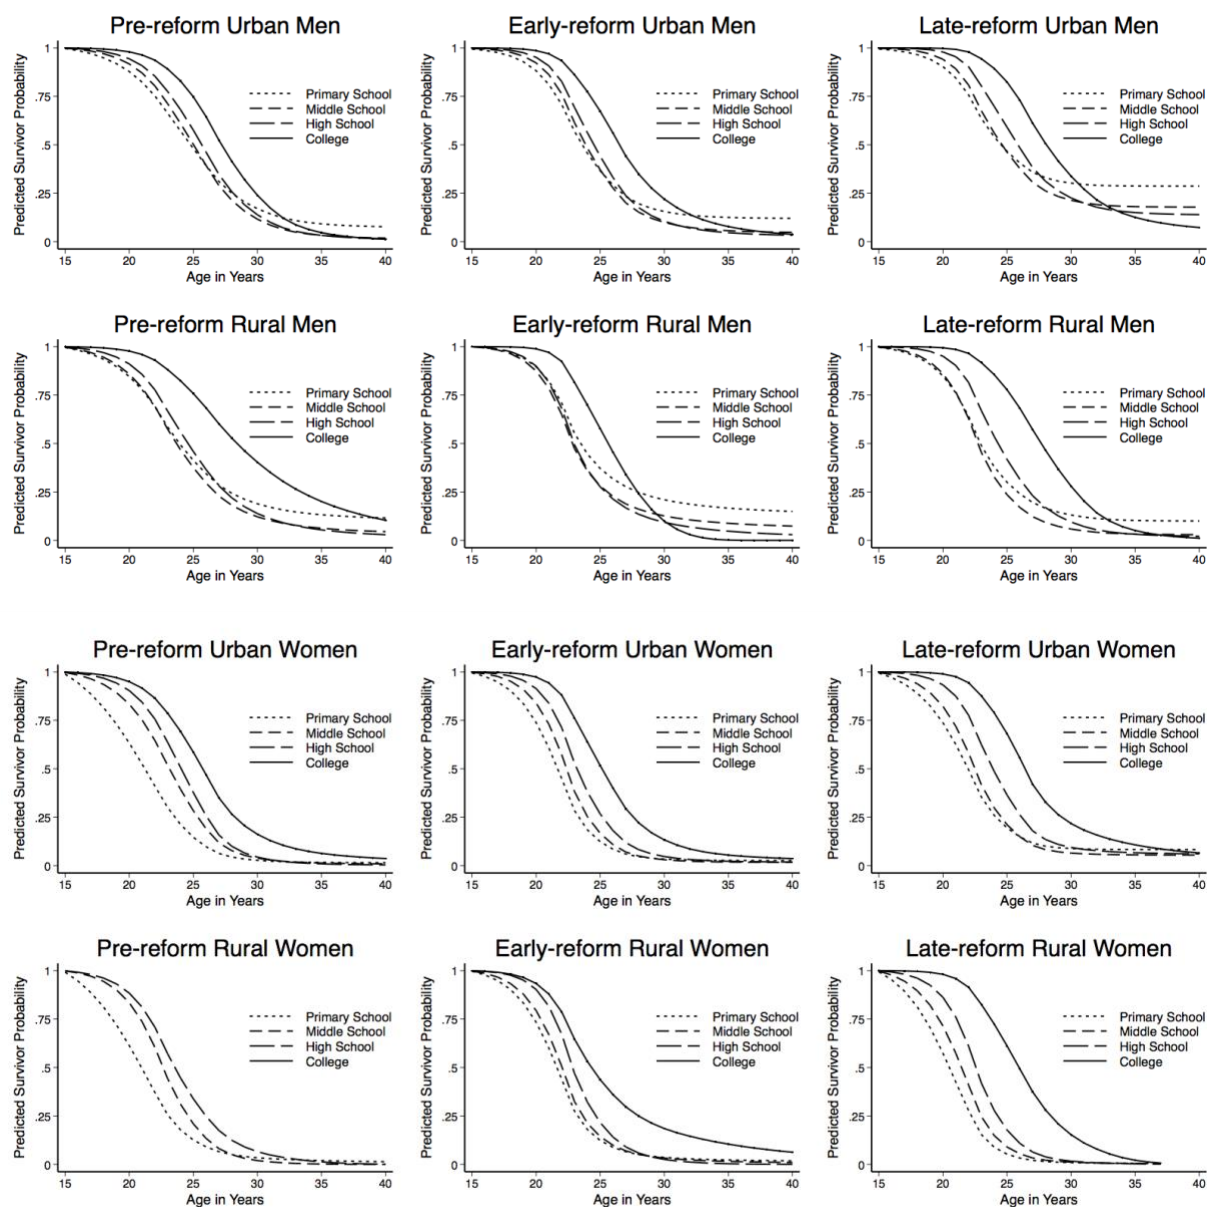 Pre-reform Urban Men
Predicted Survivor Probability
1
.75
.5
.25
0
Primary School
Middle School
High School
College
15 20 25 30 35 40
Age in Years
Early-reform Urban Men
Predicted Survivor Probability
1
.75
.5
.25
0
Primary School
Middle School
High School
College
15 20 25 30 35 40
Age in Years
Late-reform Urban Men
Predicted Survivor Probability
1
.75
.5
.25
0
Primary School
Middle School
High School
College
15 20 25 30 35 40
Age in Years
Pre-reform Rural Men
Predicted Survivor Probability
1
.75
.5
.25
0
Primary School
Middle School
High School
College
15 20 25 30 35 40
Age in Years
Early-reform Rural Men
Predicted Survivor Probability
1
.75
.5
.25
0
Primary School
Middle School
High School
College
15 20 25 30 35 40
Age in Years
Late-reform Rural Men
Predicted Survivor Probability
1
.75
.5
.25
0
Primary School
Middle School
High School
College
15 20 25 30 35 40
Age in Years
Pre-reform Urban Women
Predicted Survivor Probability
1
.75
.5
.25
0
Primary School
Middle School
High School
College
15 20 25 30 35 40
Age in Years
Early-reform Urban Women
Predicted Survivor Probability
1
.75
.5
.25
0
Primary School
Middle School
High School
College
15 20 25 30 35 40
Age in Years
Late-reform Urban Women
Predicted Survivor Probability
1
.75
.5
.25
0
Primary School
Middle School
High School
College
15 20 25 30 35 40
Age in Years
Pre-reform Rural Women
Predicted Survivor Probability
1
.75
.5
.25
0
Primary School
Middle School
High School
College
15 20 25 30 35 40
Age in Years
Early-reform Rural Women
Predicted Survivor Probability
1
.75
.5
.25
0
Primary School
Middle School
High School
College
15 20 25 30 35 40
Age in Years
Late-reform Rural Women
Predicted Survivor Probability
1
.75
.5
.25
0
Primary School
Middle School
High School
College
15 20 25 30 35 40
Age in Years